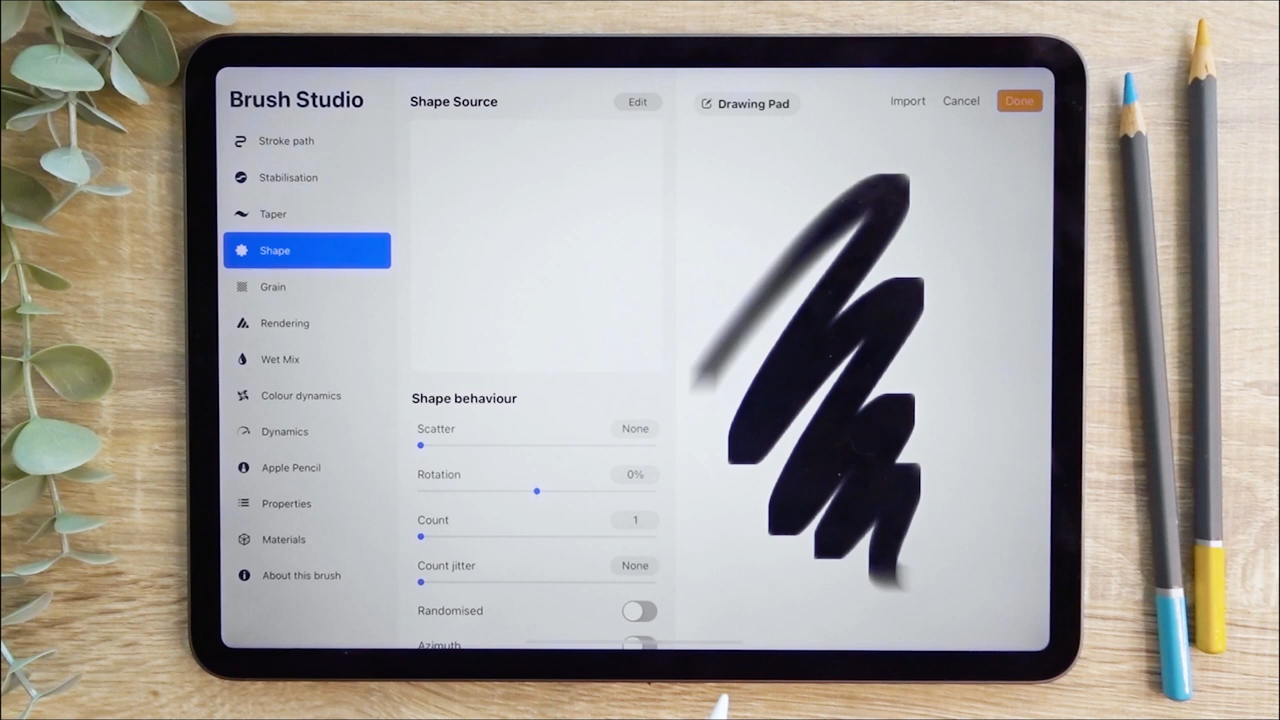 Brush Studio
Stroke path
Stabilisation
Taper
Shape
Grain
Rendering
Wet Mix
Colour dynamics
Dynamics
Apple Pencil
Properties
Materials
About this brush
Shape Source
Edit
Shape behaviour
Scatter None
Rotation 0%
Count 1
Count jitter None
Randomised
Azimuth
Drawing Pad
Import Cancel Done